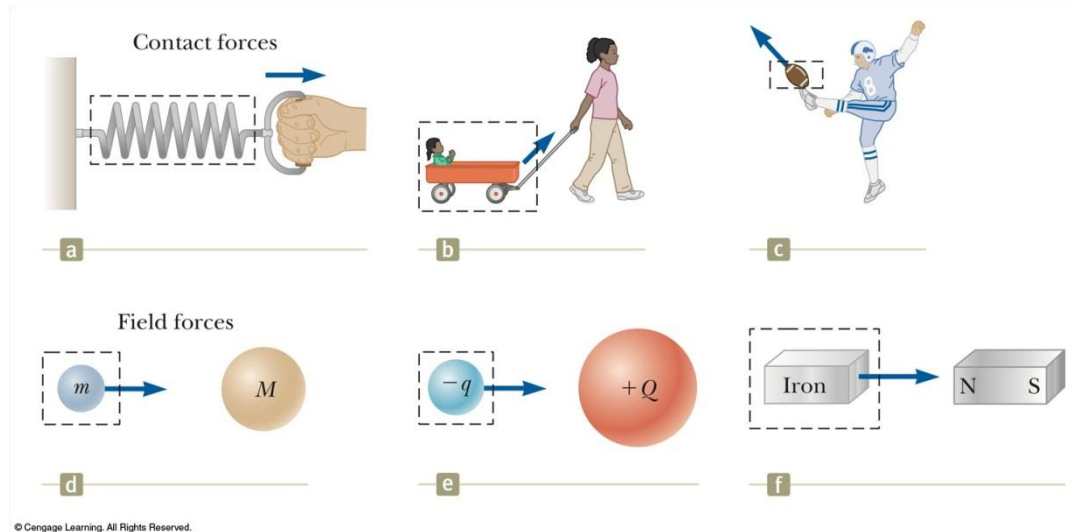 Contact forces
8
a
b
c
Field forces
m
M
−q
+Q
Iron
N S
d
e
f
© Cengage Learning. All Rights Reserved.